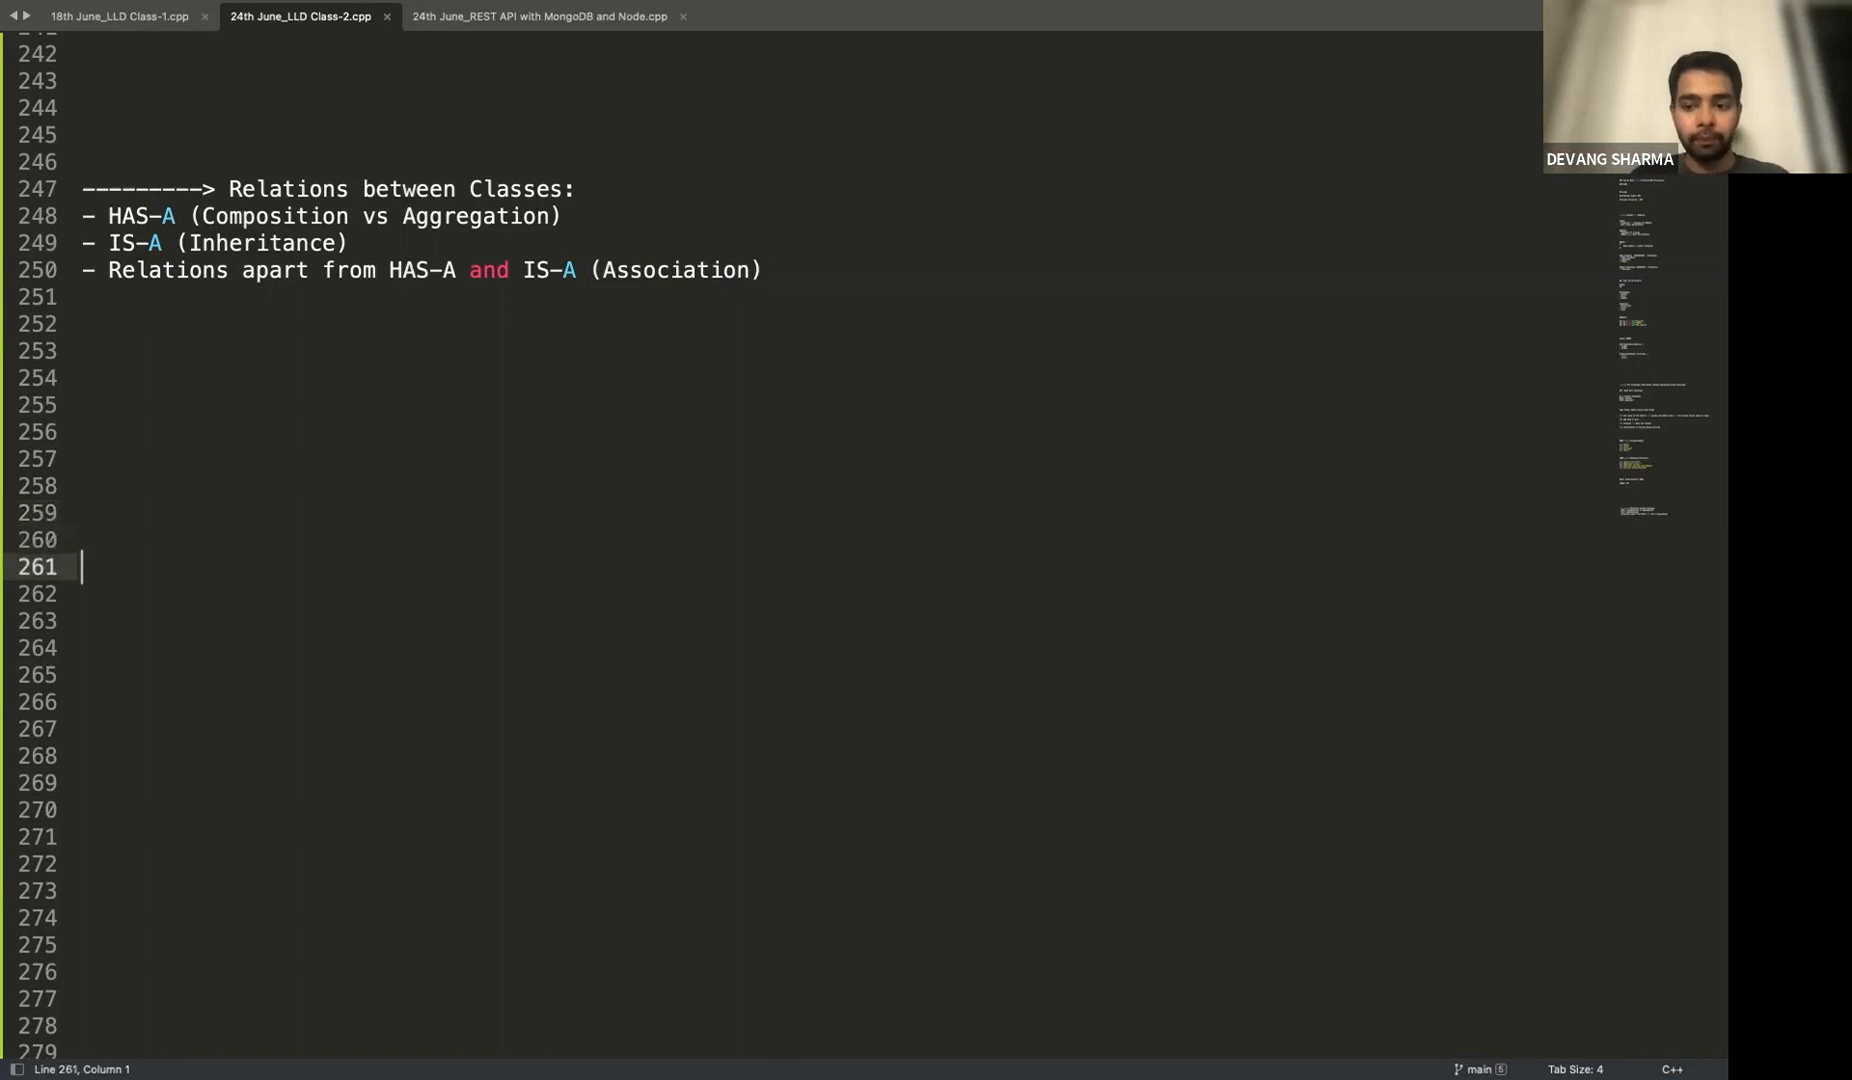 18th June_LLD Class-1.cpp
24th June_LLD Class-2.cpp
24th June_REST API with MongoDB and Node.cpp
DEVANG SHARMA
242
243
244
245
246
247 ---------> Relations between Classes:
248 - HAS-A (Composition vs Aggregation)
249 - IS-A (Inheritance)
250 - Relations apart from HAS-A and IS-A (Association)
251
252
253
254
255
256
257
258
259
260
261
262
263
264
265
266
267
268
269
270
271
272
273
274
275
276
277
278
279
Line 261, Column 1
main 5
Tab Size: 4
C++